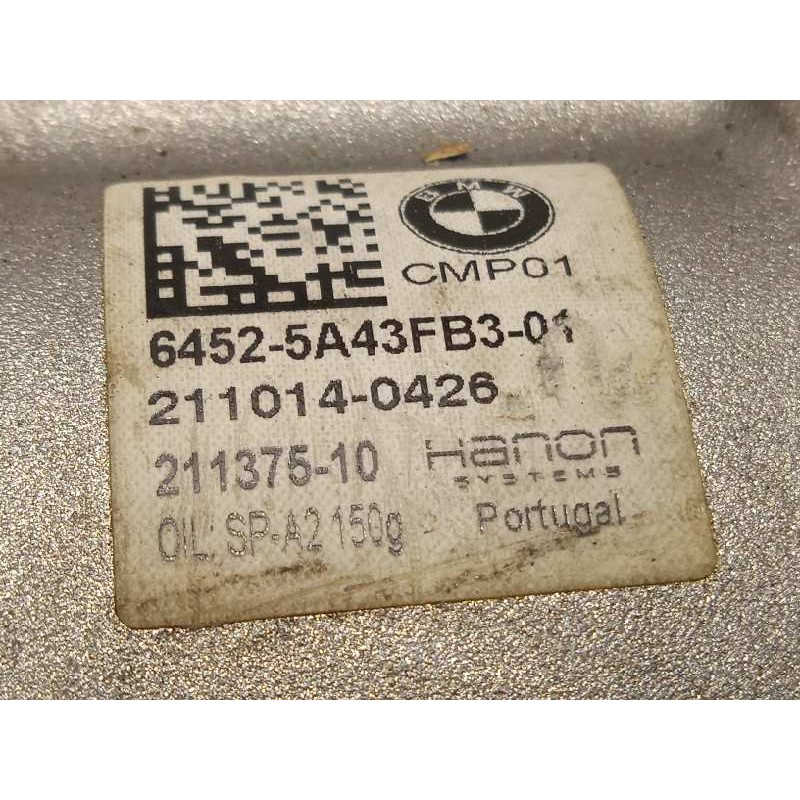 BMW
CMP01
6452-5A43FB3-01
211014-0426
211375-10
Hanon
SYSTEMS
OIL: SP-A2 150g
Portugal